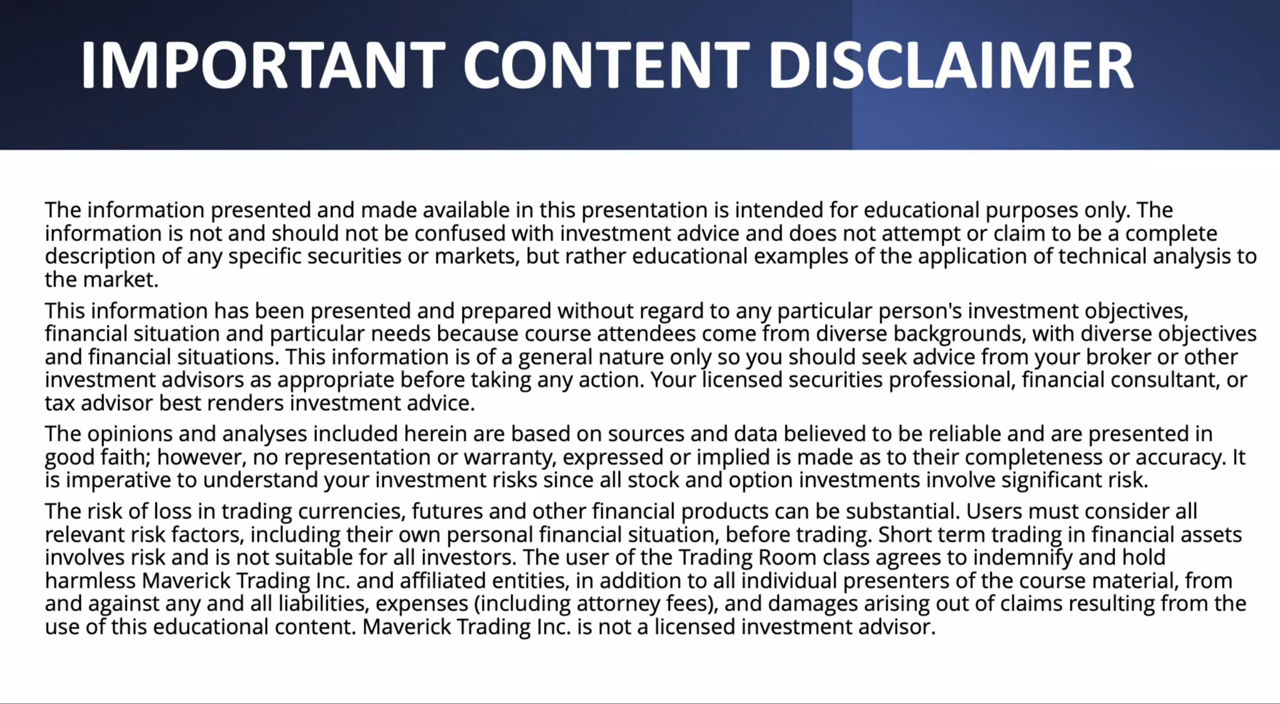 IMPORTANT CONTENT DISCLAIMER
The information presented and made available in this presentation is intended for educational purposes only. The
information is not and should not be confused with investment advice and does not attempt or claim to be a complete
description of any specific securities or markets, but rather educational examples of the application of technical analysis to
the market.
This information has been presented and prepared without regard to any particular person's investment objectives,
financial situation and particular needs because course attendees come from diverse backgrounds, with diverse objectives
and financial situations. This information is of a general nature only so you should seek advice from your broker or other
investment advisors as appropriate before taking any action. Your licensed securities professional, financial consultant, or
tax advisor best renders investment advice.
The opinions and analyses included herein are based on sources and data believed to be reliable and are presented in
good faith; however, no representation or warranty, expressed or implied is made as to their completeness or accuracy. It
is imperative to understand your investment risks since all stock and option investments involve significant risk.
The risk of loss in trading currencies, futures and other financial products can be substantial. Users must consider all
relevant risk factors, including their own personal financial situation, before trading. Short term trading in financial assets
involves risk and is not suitable for all investors. The user of the Trading Room class agrees to indemnify and hold
harmless Maverick Trading Inc. and affiliated entities, in addition to all individual presenters of the course material, from
and against any and all liabilities, expenses (including attorney fees), and damages arising out of claims resulting from the
use of this educational content. Maverick Trading Inc. is not a licensed investment advisor.